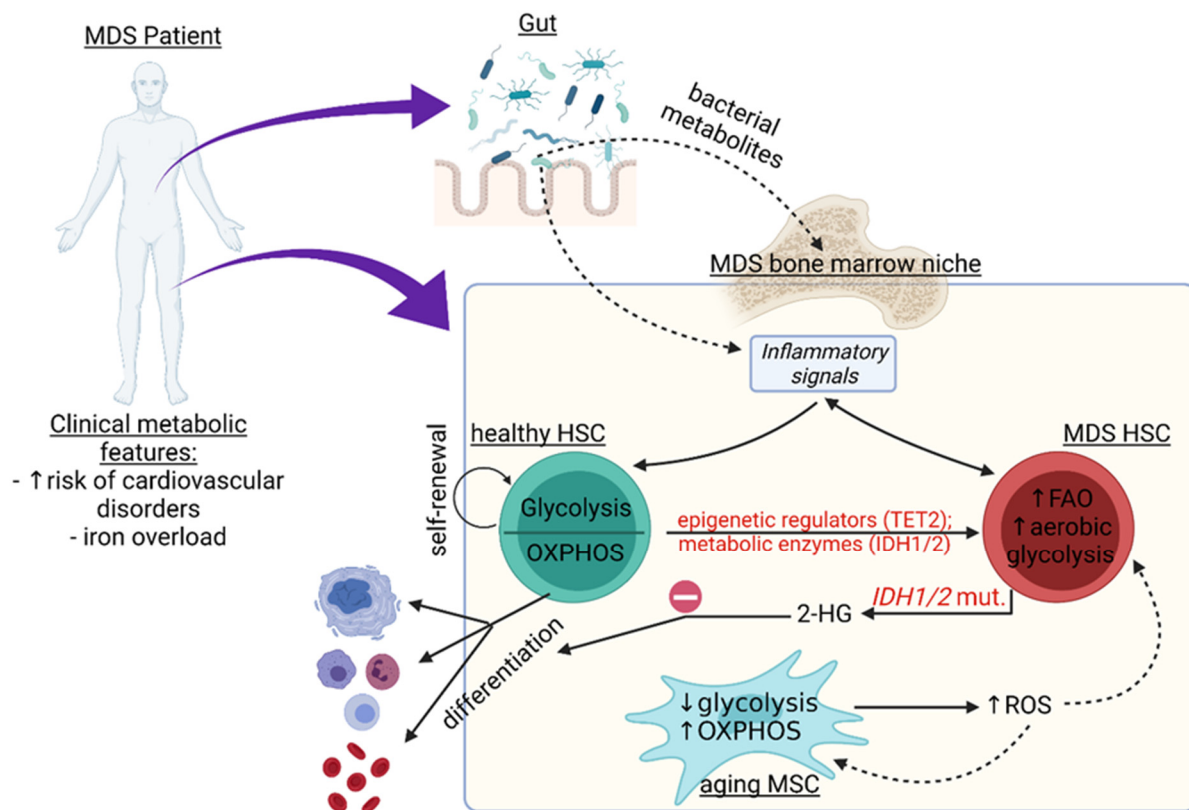 MDS Patient
Gut
bacterial
metabolites
MDS bone marrow niche
Inflammatory
signals
Clinical metabolic
features:
- ↑risk of cardiovascular
disorders
- iron overload
healthy HSC
MDS HSC
self-renewal
Glycolysis
OXPHOS
epigenetic regulators (TET2);
metabolic enzymes (IDH1/2)
↑FAO
↑aerobic
glycolysis
IDH1/2 mut.
2-HG
differentiation
↓glycolysis
↑OXPHOS
↑ROS
aging MSC